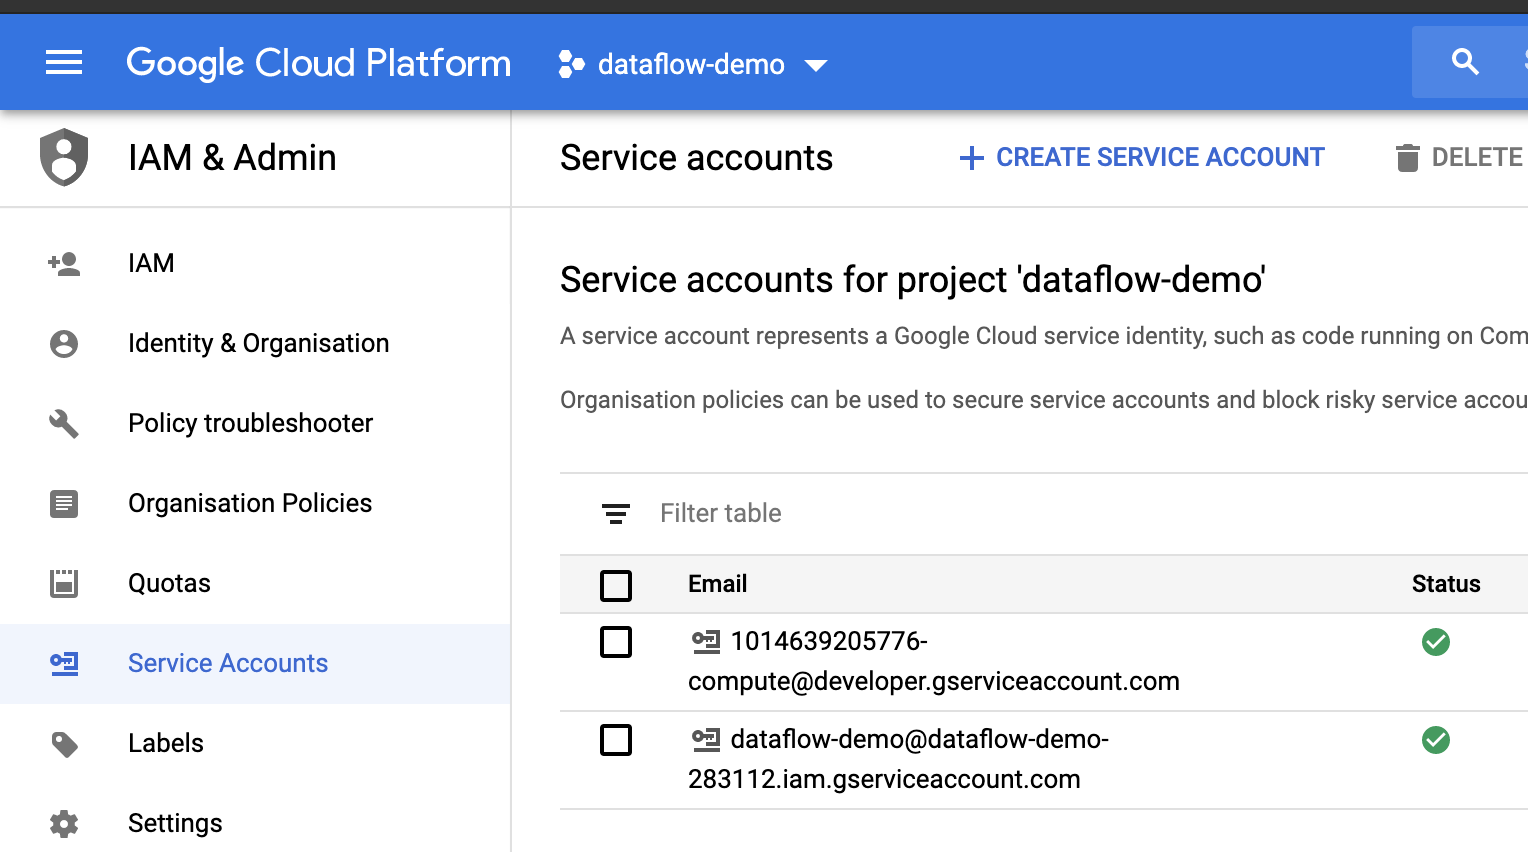 Google Cloud Platform
dataflow-demo
IAM & Admin
Service accounts
CREATE SERVICE ACCOUNT
DELETE
IAM
Identity & Organisation
Policy troubleshooter
Organisation Policies
Quotas
Service Accounts
Labels
Settings
Service accounts for project 'dataflow-demo'
A service account represents a Google Cloud service identity, such as code running on Com
Organisation policies can be used to secure service accounts and block risky service accou
Filter table
Email
Status
1014639205776-
compute@developer.gserviceaccount.com
dataflow-demo@dataflow-demo-
283112.iam.gserviceaccount.com